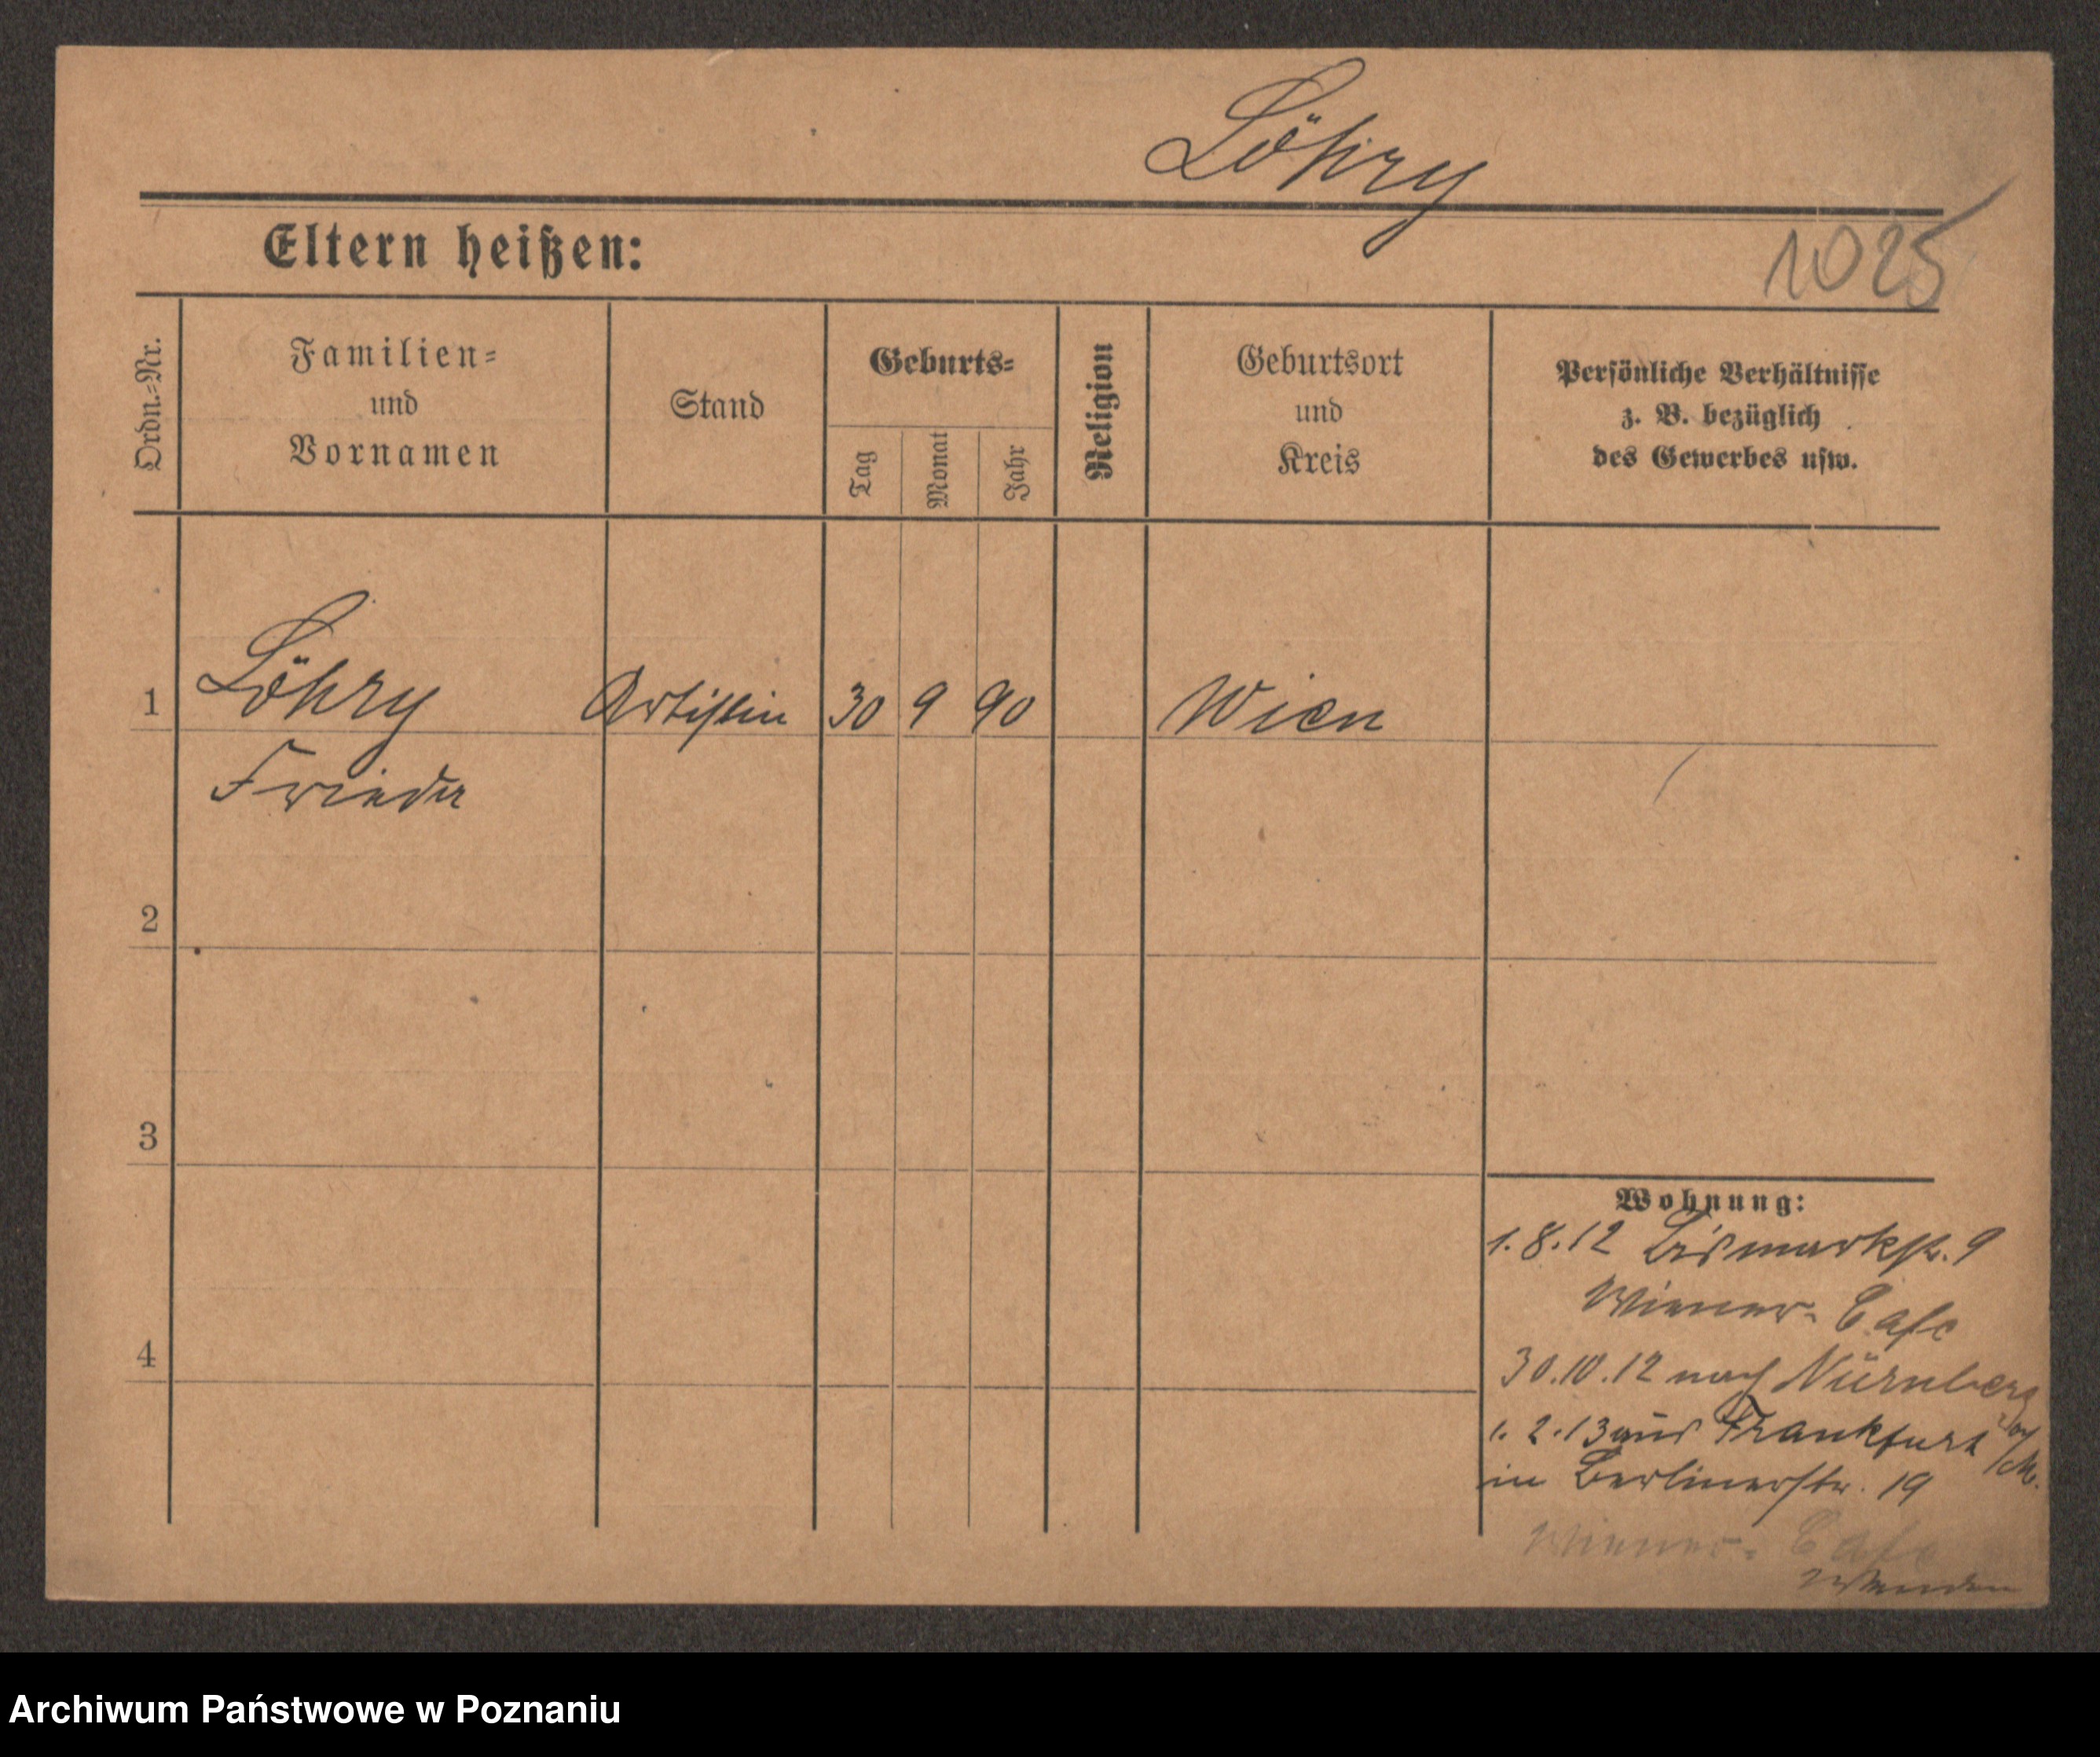 Löhry
Eltern heißen:
1025
Ordn.-Nr.
Familien-
und
Vornamen
Stand
Geburts-
Tag
Monat
Jahr
Religion
Geburtsort
und
Kreis
Persönliche Verhältnisse
z. B. bezüglich
des Gewerbes usw.
1
Löhry
Artistin
30
9
90
Wien
Frieda
2
3
4
Wohnung:
1.8.12 Bismarkstr. 9
Wiener-Cafe
30.10.12 nach Nürnberg
1.2.13 aus Frankfurt a/M.
in Berlinerstr. 19
Wiener-Cafe
Wenden
Archiwum Państwowe w Poznaniu